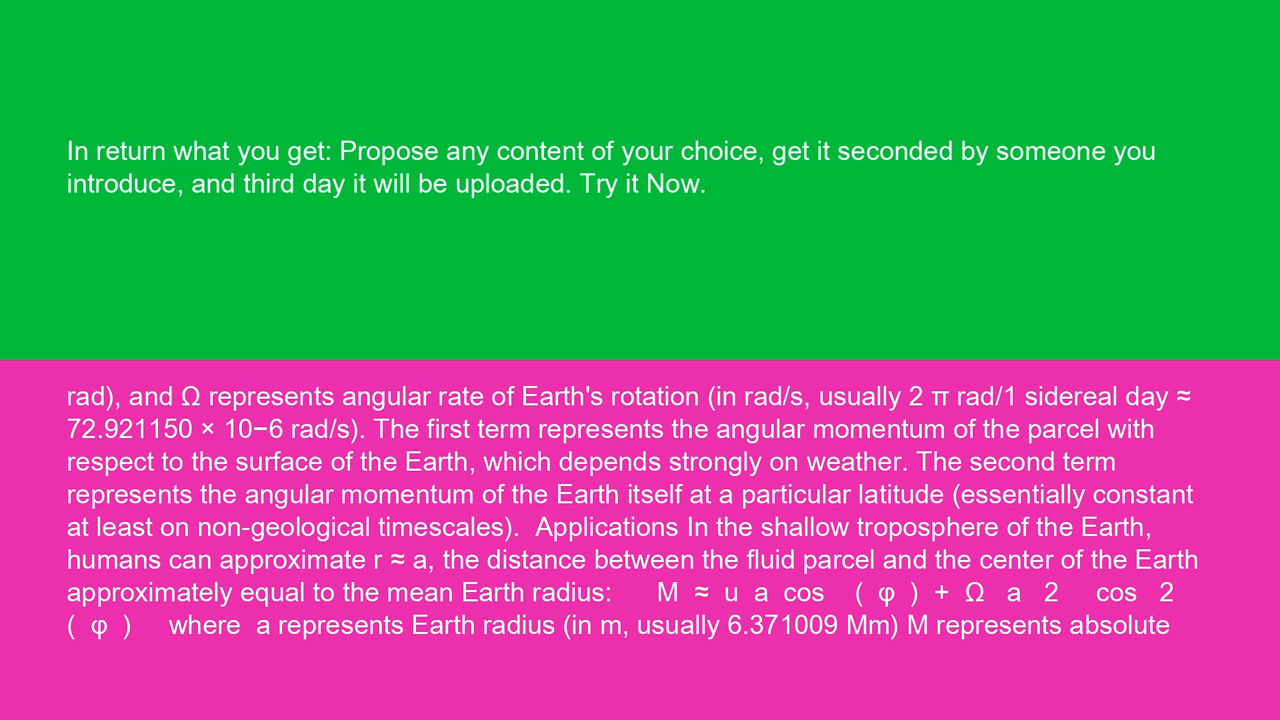 In return what you get: Propose any content of your choice, get it seconded by someone you
introduce, and third day it will be uploaded. Try it Now.
rad), and Ω represents angular rate of Earth's rotation (in rad/s, usually 2 π rad/1 sidereal day ≈
72.921150 × 10−6 rad/s). The first term represents the angular momentum of the parcel with
respect to the surface of the Earth, which depends strongly on weather. The second term
represents the angular momentum of the Earth itself at a particular latitude (essentially constant
at least on non-geological timescales).  Applications In the shallow troposphere of the Earth,
humans can approximate r ≈ a, the distance between the fluid parcel and the center of the Earth
approximately equal to the mean Earth radius:      M  ≈  u  a  cos    (  φ  )  +  Ω   a   2     cos   2
(  φ  )     where  a represents Earth radius (in m, usually 6.371009 Mm) M represents absolute